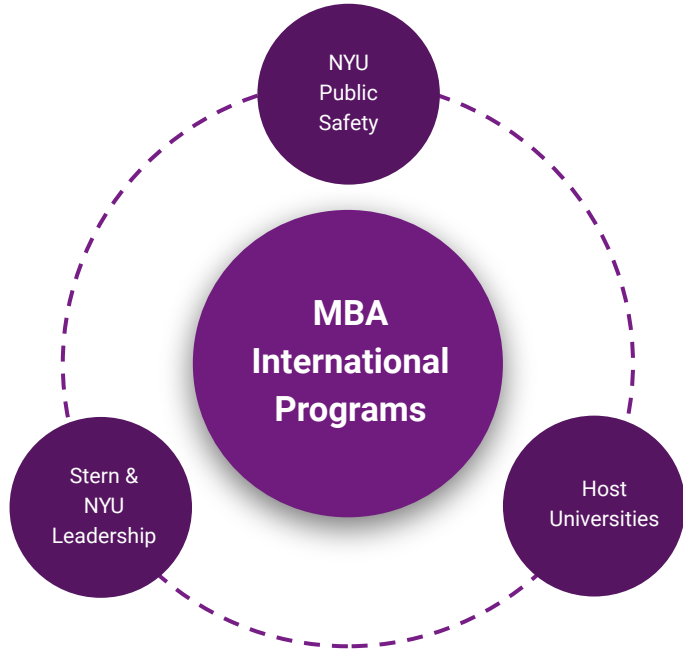 NYU
Public
Safety
MBA
International
Programs
Stern &
NYU
Leadership
Host
Universities